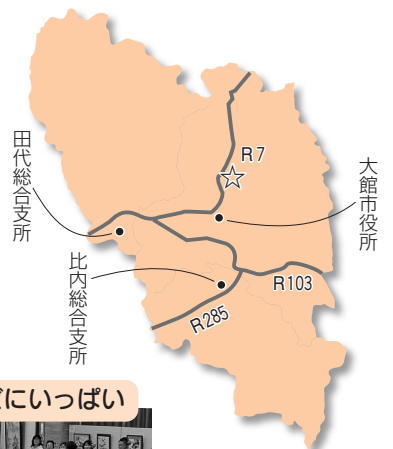 R7
田代総合支所
大館市役所
比内総合支所
R103
R285
にいっぱい